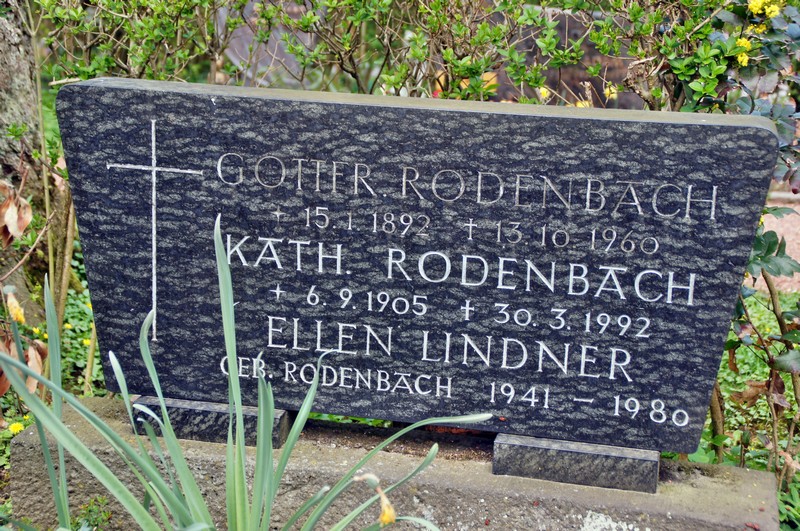 GOTTFR. RODENBACH
+ 15. 1. 1892 + 13. 10. 1960
KATH. RODENBACH
+ 6. 9. 1905 + 30. 3. 1992
ELLEN LINDNER
GEB. RODENBACH 1941 – 1980